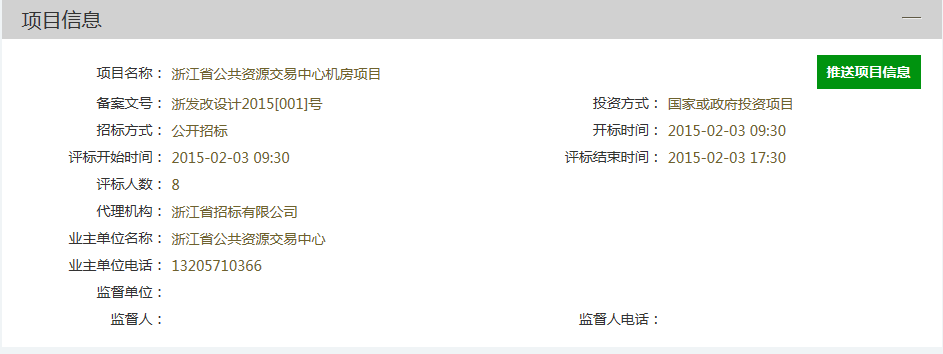 项目信息
项目名称： 浙江省公共资源交易中心机房项目
推送项目信息
备案文号： 浙发改设计2015[001]号 投资方式： 国家或政府投资项目
招标方式： 公开招标 开标时间： 2015-02-03 09:30
评标开始时间： 2015-02-03 09:30 评标结束时间： 2015-02-03 17:30
评标人数： 8
代理机构： 浙江省招标有限公司
业主单位名称： 浙江省公共资源交易中心
业主单位电话： 13205710366
监督单位：
监督人： 监督人电话：